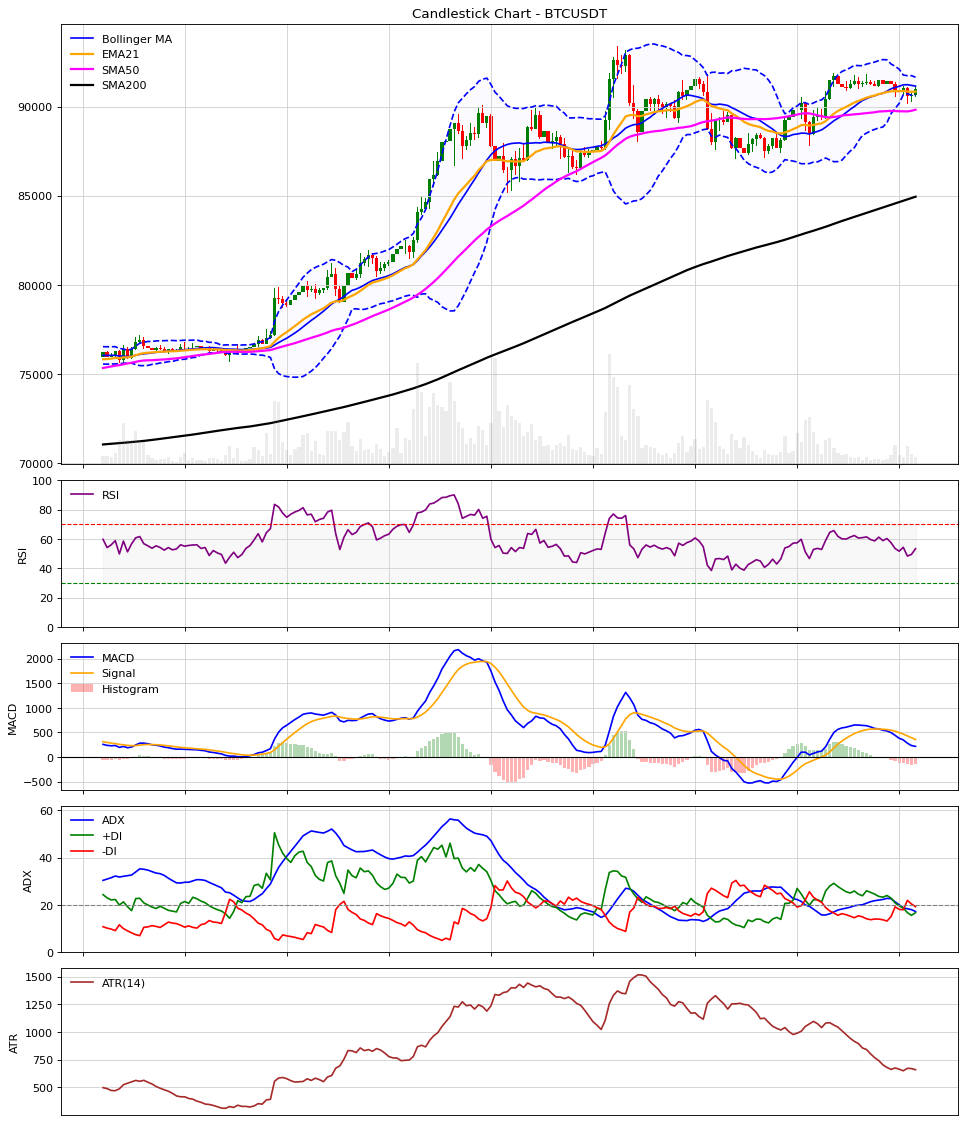 Candlestick Chart - BTCUSDT
Bollinger MA
EMA21
SMA50
SMA200
90000
85000
80000
75000
70000
RSI
RSI
100
80
60
40
20
0
MACD
Signal
Histogram
MACD
2000
1500
1000
500
0
−500
ADX
+DI
-DI
ADX
60
40
20
0
ATR(14)
ATR
1500
1250
1000
750
500